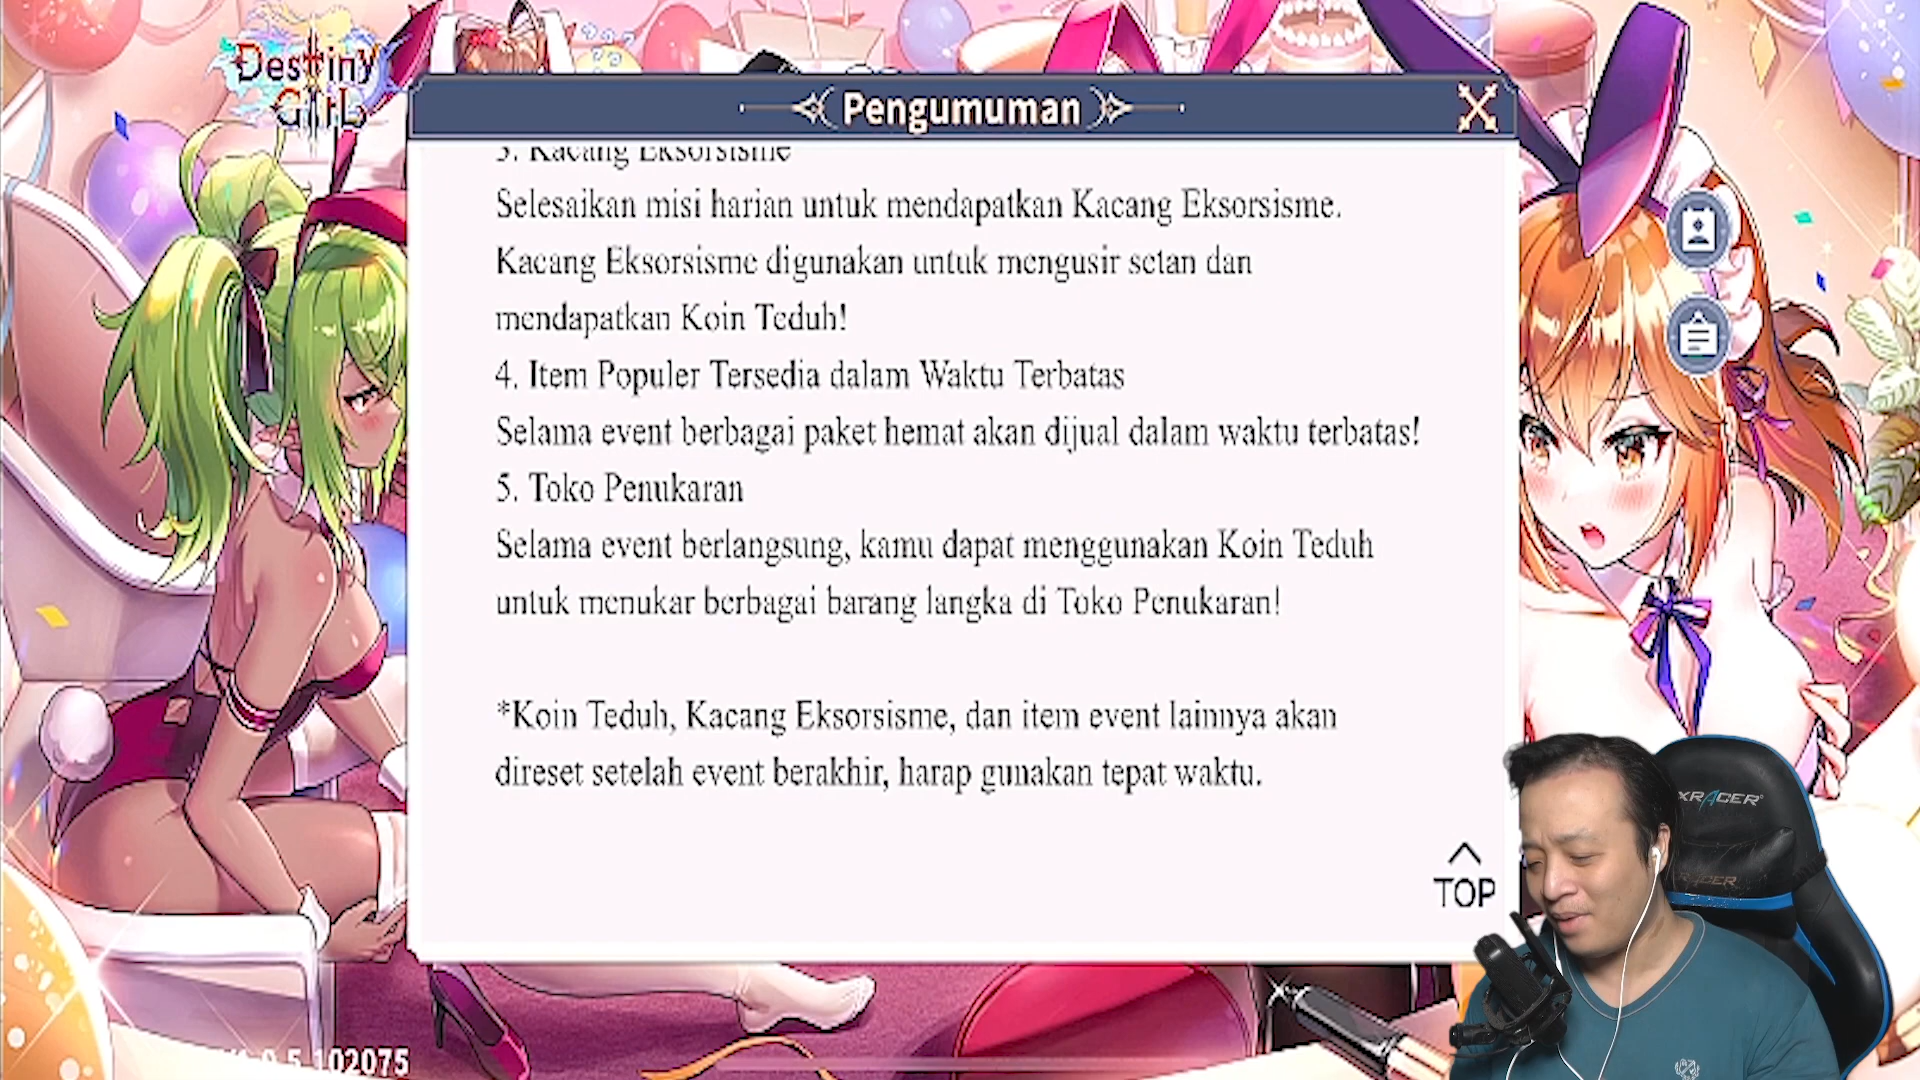 Destiny
Girl
Pengumuman
3. Kacang Eksorsisme
Selesaikan misi harian untuk mendapatkan Kacang Eksorsisme.
Kacang Eksorsisme digunakan untuk mengusir setan dan
mendapatkan Koin Teduh!
4. Item Populer Tersedia dalam Waktu Terbatas
Selama event berbagai paket hemat akan dijual dalam waktu terbatas!
5. Toko Penukaran
Selama event berlangsung, kamu dapat menggunakan Koin Teduh
untuk menukar berbagai barang langka di Toko Penukaran!
*Koin Teduh, Kacang Eksorsisme, dan item event lainnya akan
direset setelah event berakhir, harap gunakan tepat waktu.
TOP
XRACER
.5.102075